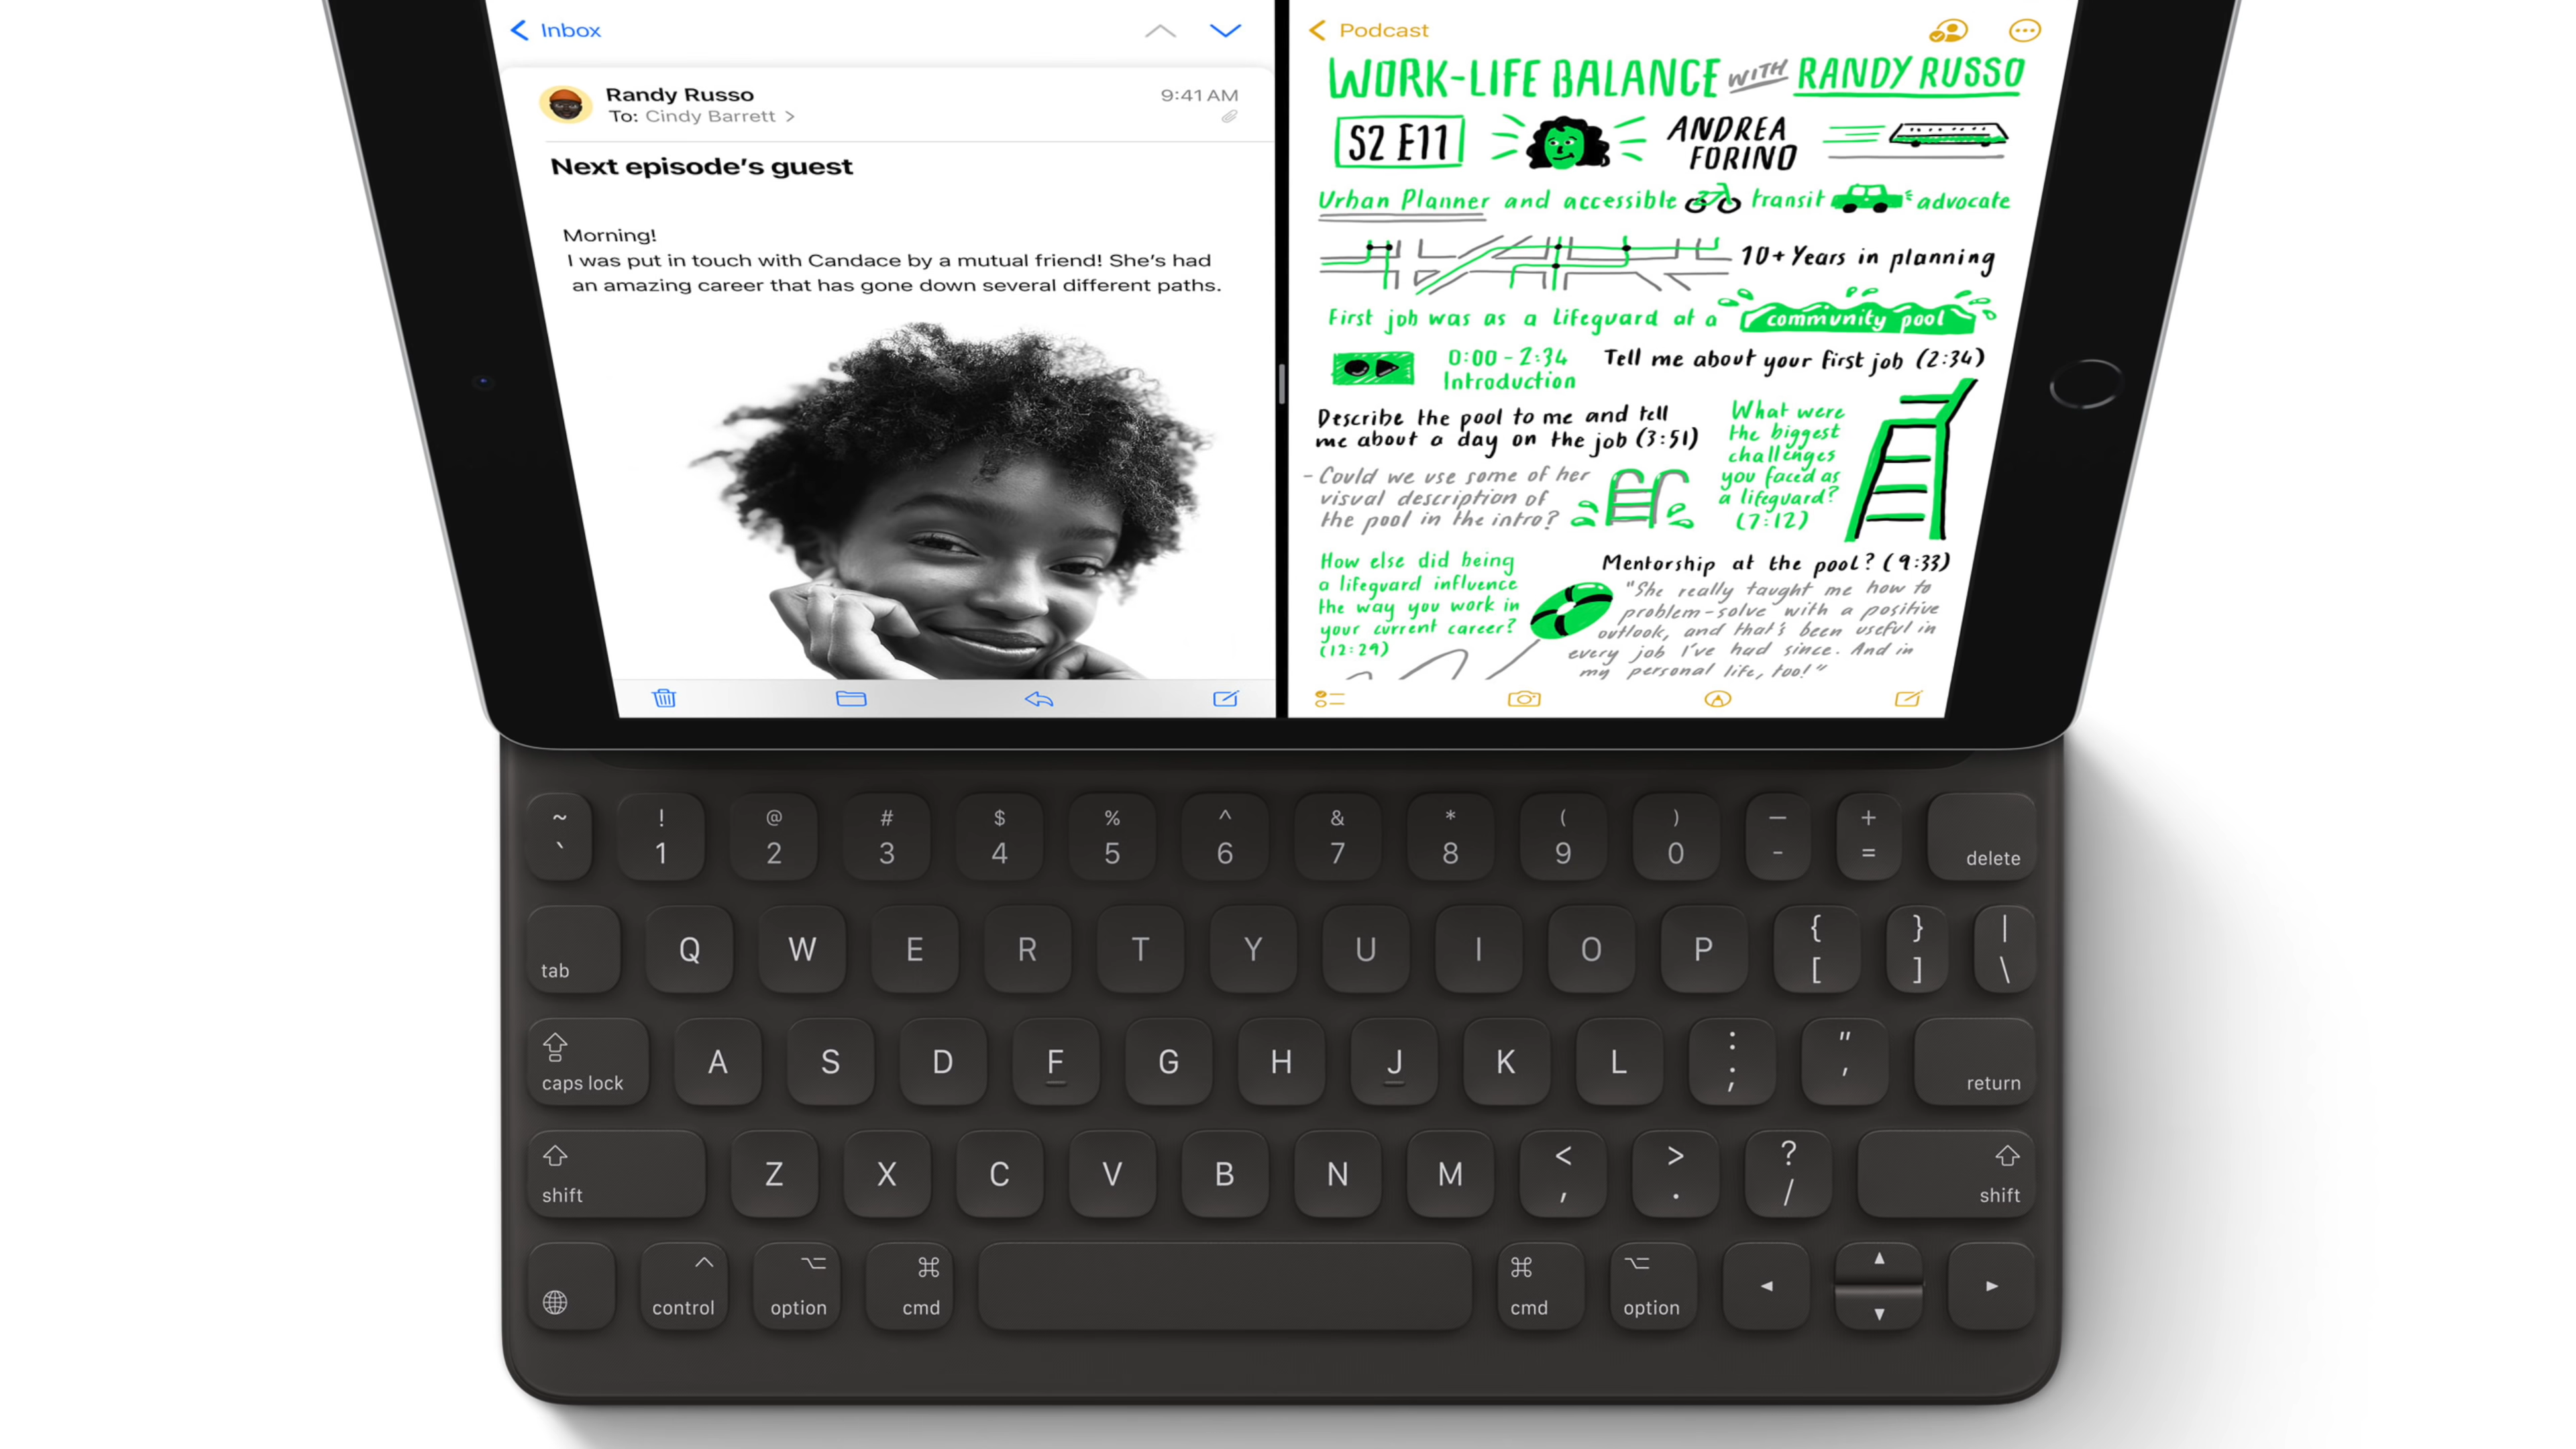 Inbox
Randy Russo
9:41 AM
To: Cindy Barrett >
Next episode's guest
Morning!
I was put in touch with Candace by a mutual friend! She's had
an amazing career that has gone down several different paths.
Podcast
WORK-LIFE BALANCE WITH RANDY RUSSO
S2 E11
ANDREA
FORINO
Urban Planner and accessible transit advocate
10+ Years in planning
First job was as a lifeguard at a community pool
0:00 - 2:34
Introduction
Tell me about your first job (2:34)
Describe the pool to me and tell
me about a day on the job (3:51)
What were
the biggest
challenges
you faced as
a lifeguard?
(7:12)
- Could we use some of her
visual description of
the pool in the intro?
How else did being
a lifeguard influence
the way you work in
your current career?
(12:29)
Mentorship at the pool? (9:33)
"She really taught me how to
problem-solve with a positive
outlook, and that's been useful in
every job I've had since. And in
my personal life, too!"
~ ! @ # $ % ^ & * ( ) — +
` 1 2 3 4 5 6 7 8 9 0 - = delete
tab Q W E R T Y U I O P { [ } ] | \
caps lock A S D F G H J K L : ; " ' return
shift Z X C V B N M < , > . ? / shift
control option cmd cmd option